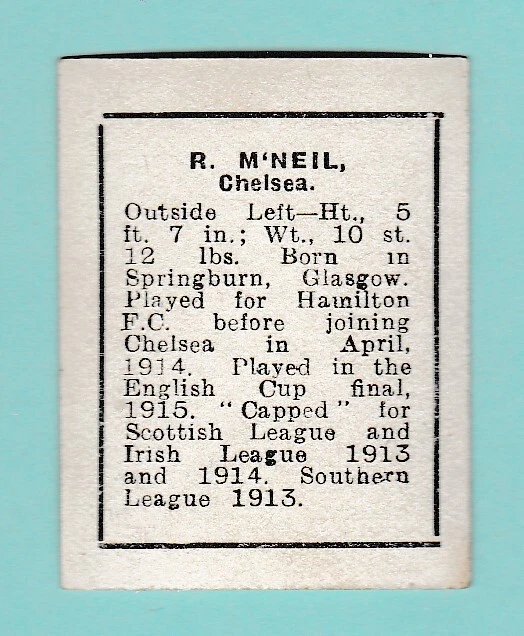 R. M‘NEIL,
Chelsea.
Outside Left—Ht., 5
ft. 7 in.; Wt., 10 st.
12 lbs. Born in
Springburn, Glasgow.
Played for Hamilton
F.C. before joining
Chelsea in April,
1914. Played in the
English Cup final,
1915. “ Capped ” for
Scottish League and
Irish League 1913
and 1914. Southern
League 1913.